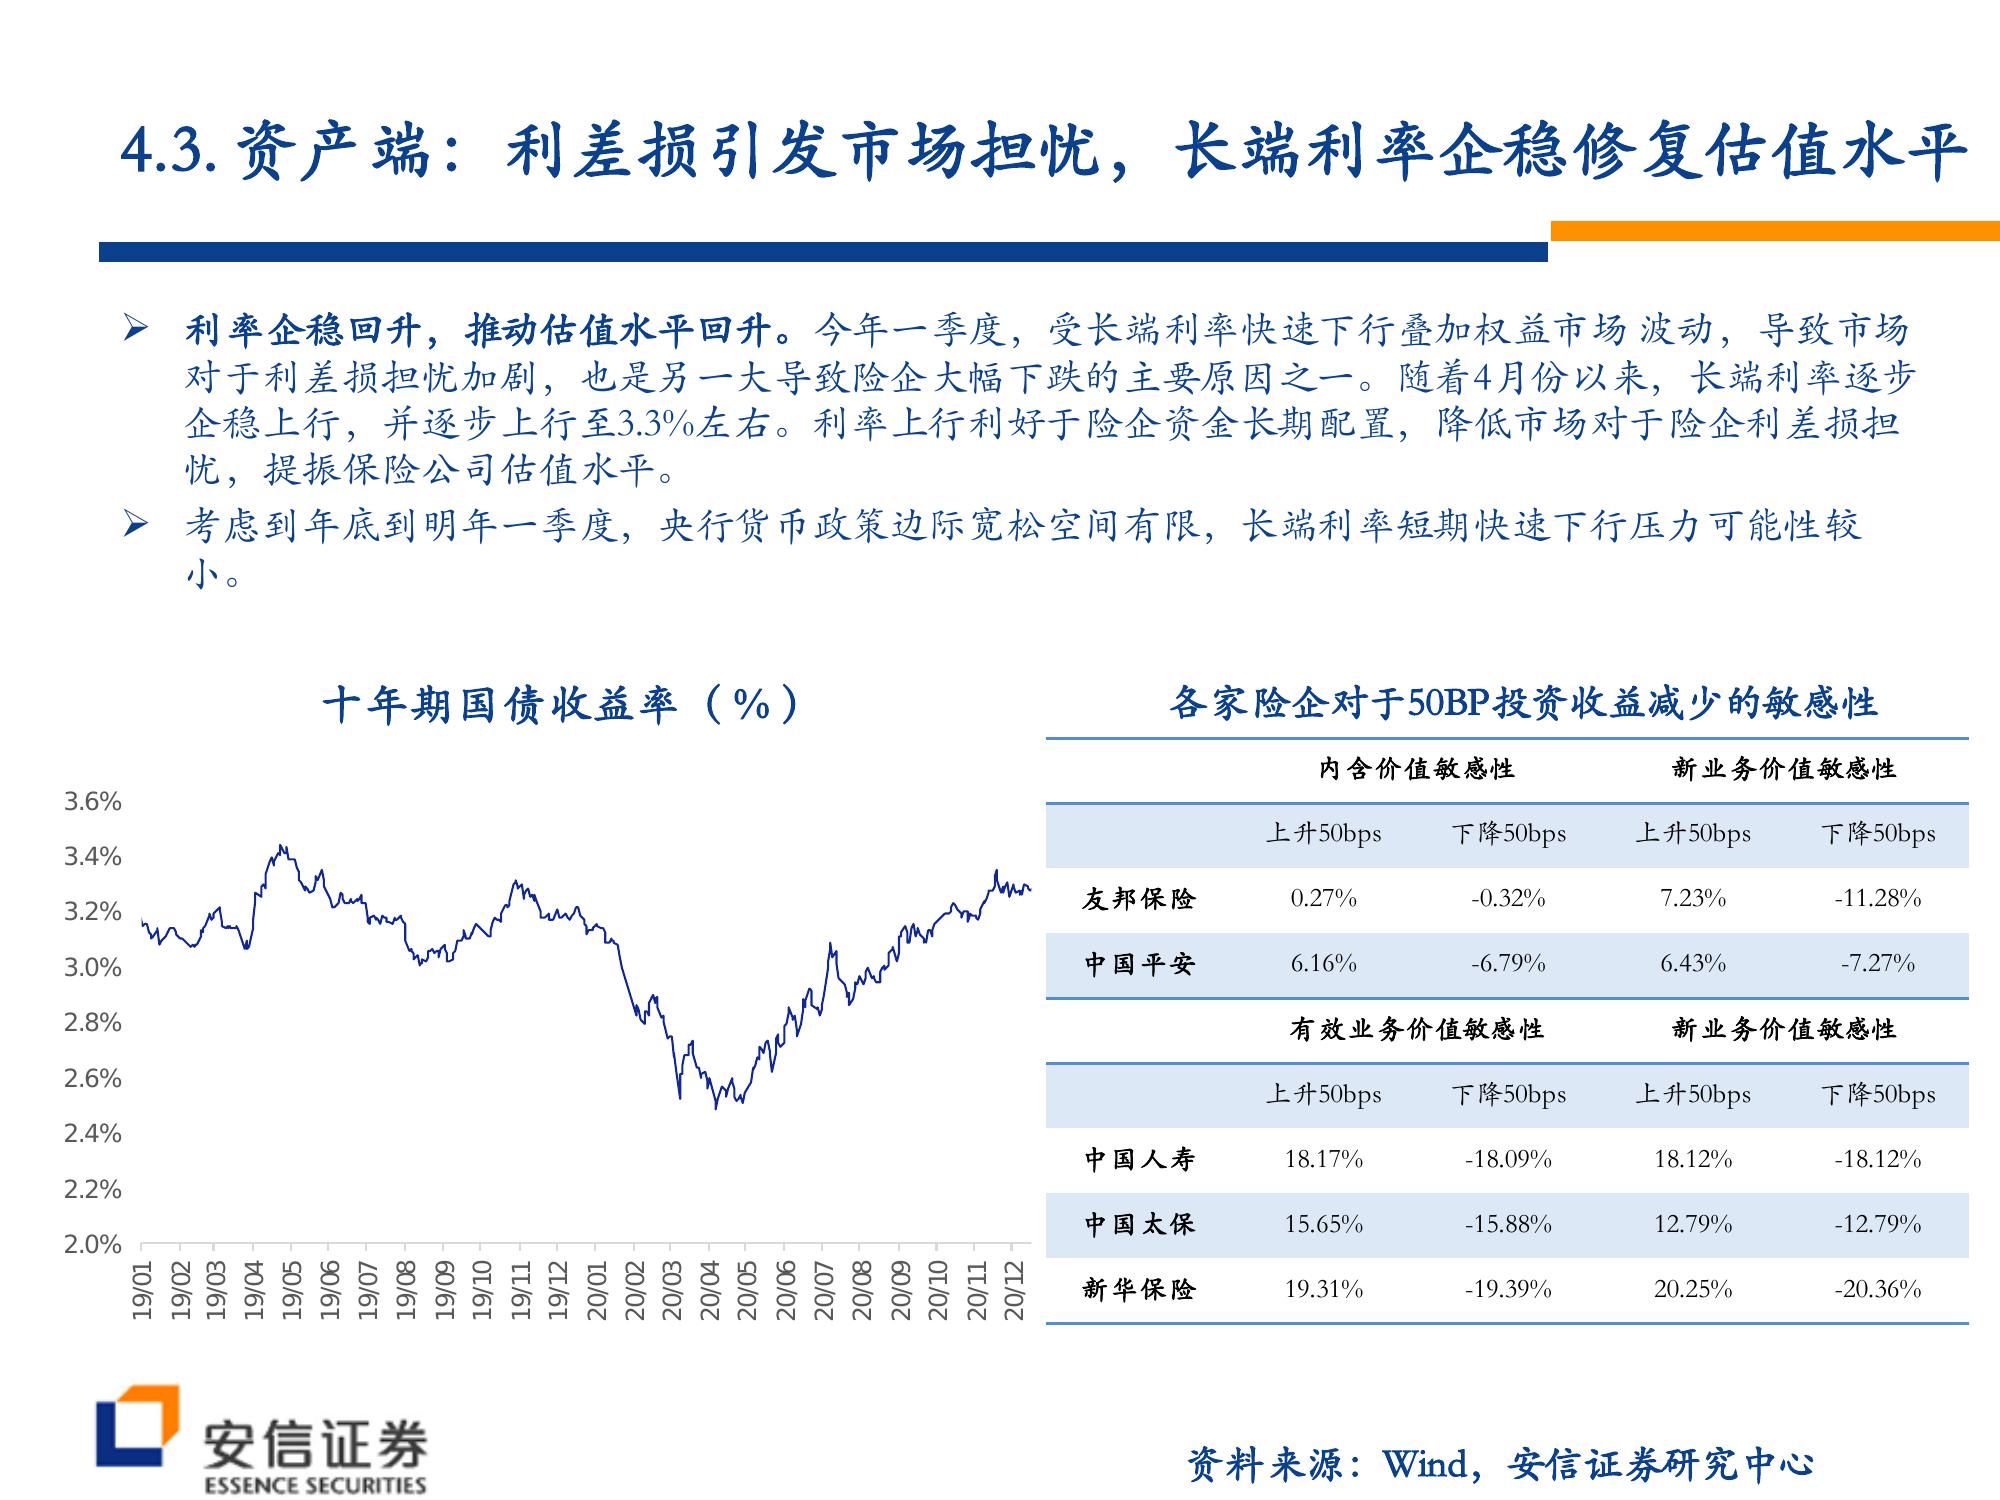 4.3. 资产端：利差损引发市场担忧，长端利率企稳修复估值水平
➢ 利率企稳回升，推动估值水平回升。今年一季度，受长端利率快速下行叠加权益市场 波动，导致市场
对于利差损担忧加剧，也是另一大导致险企大幅下跌的主要原因之一。随着4月份以来，长端利率逐步
企稳上行，并逐步上行至3.3%左右。利率上行利好于险企资金长期配置，降低市场对于险企利差损担
忧，提振保险公司估值水平。
➢ 考虑到年底到明年一季度，央行货币政策边际宽松空间有限，长端利率短期快速下行压力可能性较
小。
十年期国债收益率（%）
3.6%
3.4%
3.2%
3.0%
2.8%
2.6%
2.4%
2.2%
2.0%
19/01 19/02 19/03 19/04 19/05 19/06 19/07 19/08 19/09 19/10 19/11 19/12 20/01 20/02 20/03 20/04 20/05 20/06 20/07 20/08 20/09 20/10 20/11 20/12
各家险企对于50BP投资收益减少的敏感性
内含价值敏感性 新业务价值敏感性
上升50bps 下降50bps 上升50bps 下降50bps
友邦保险 0.27% -0.32% 7.23% -11.28%
中国平安 6.16% -6.79% 6.43% -7.27%
有效业务价值敏感性 新业务价值敏感性
上升50bps 下降50bps 上升50bps 下降50bps
中国人寿 18.17% -18.09% 18.12% -18.12%
中国太保 15.65% -15.88% 12.79% -12.79%
新华保险 19.31% -19.39% 20.25% -20.36%
安信证券
ESSENCE SECURITIES
资料来源：Wind，安信证券研究中心